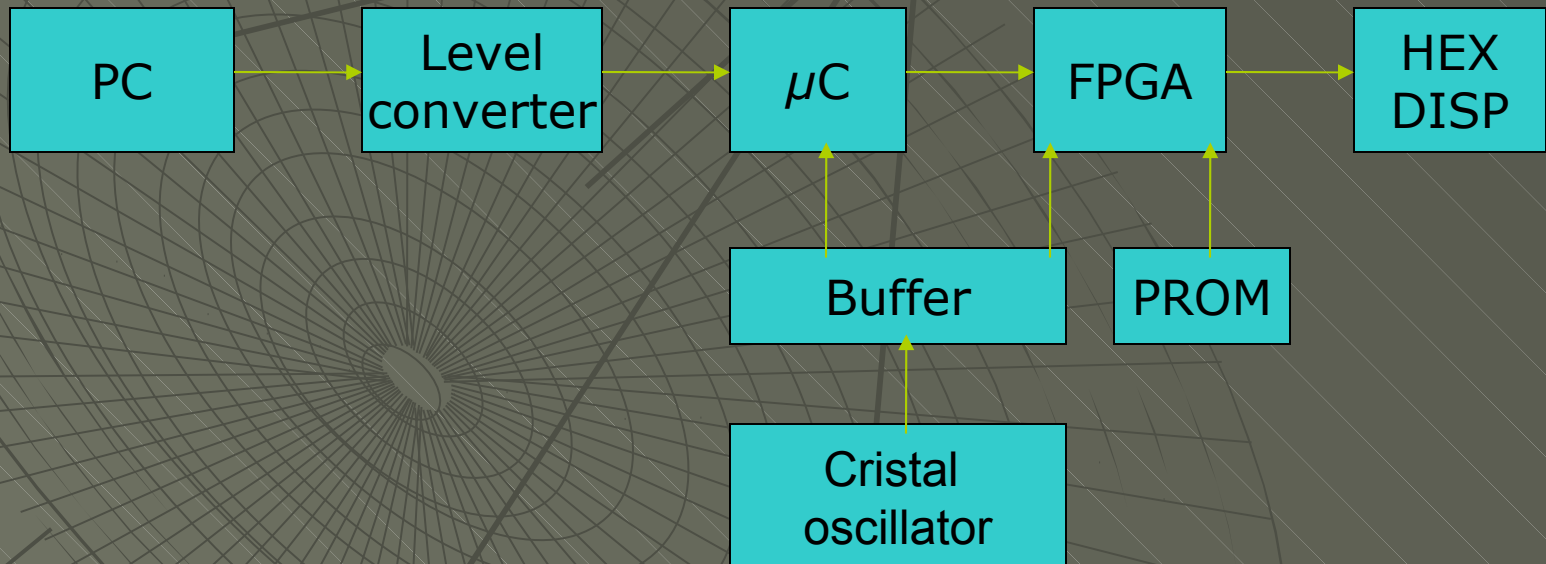 PC
Level
converter
µC
FPGA
HEX
DISP
Buffer
PROM
Cristal
oscillator